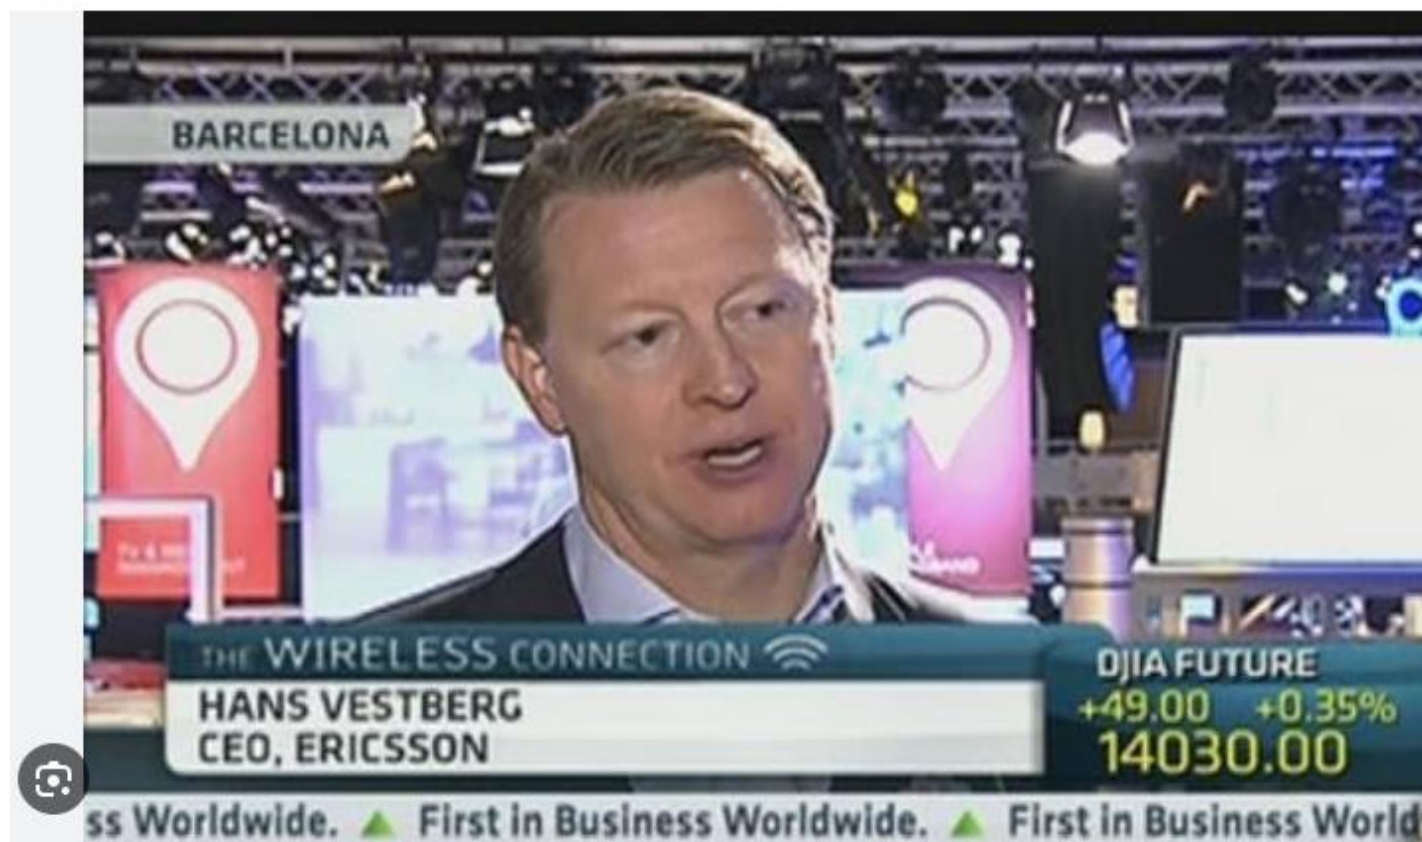 BARCELONA
THE WIRELESS CONNECTION
HANS VESTBERG
CEO, ERICSSON
DJIA FUTURE
+49.00 +0.35%
14030.00
ss Worldwide. ▲ First in Business Worldwide. ▲ First in Business World